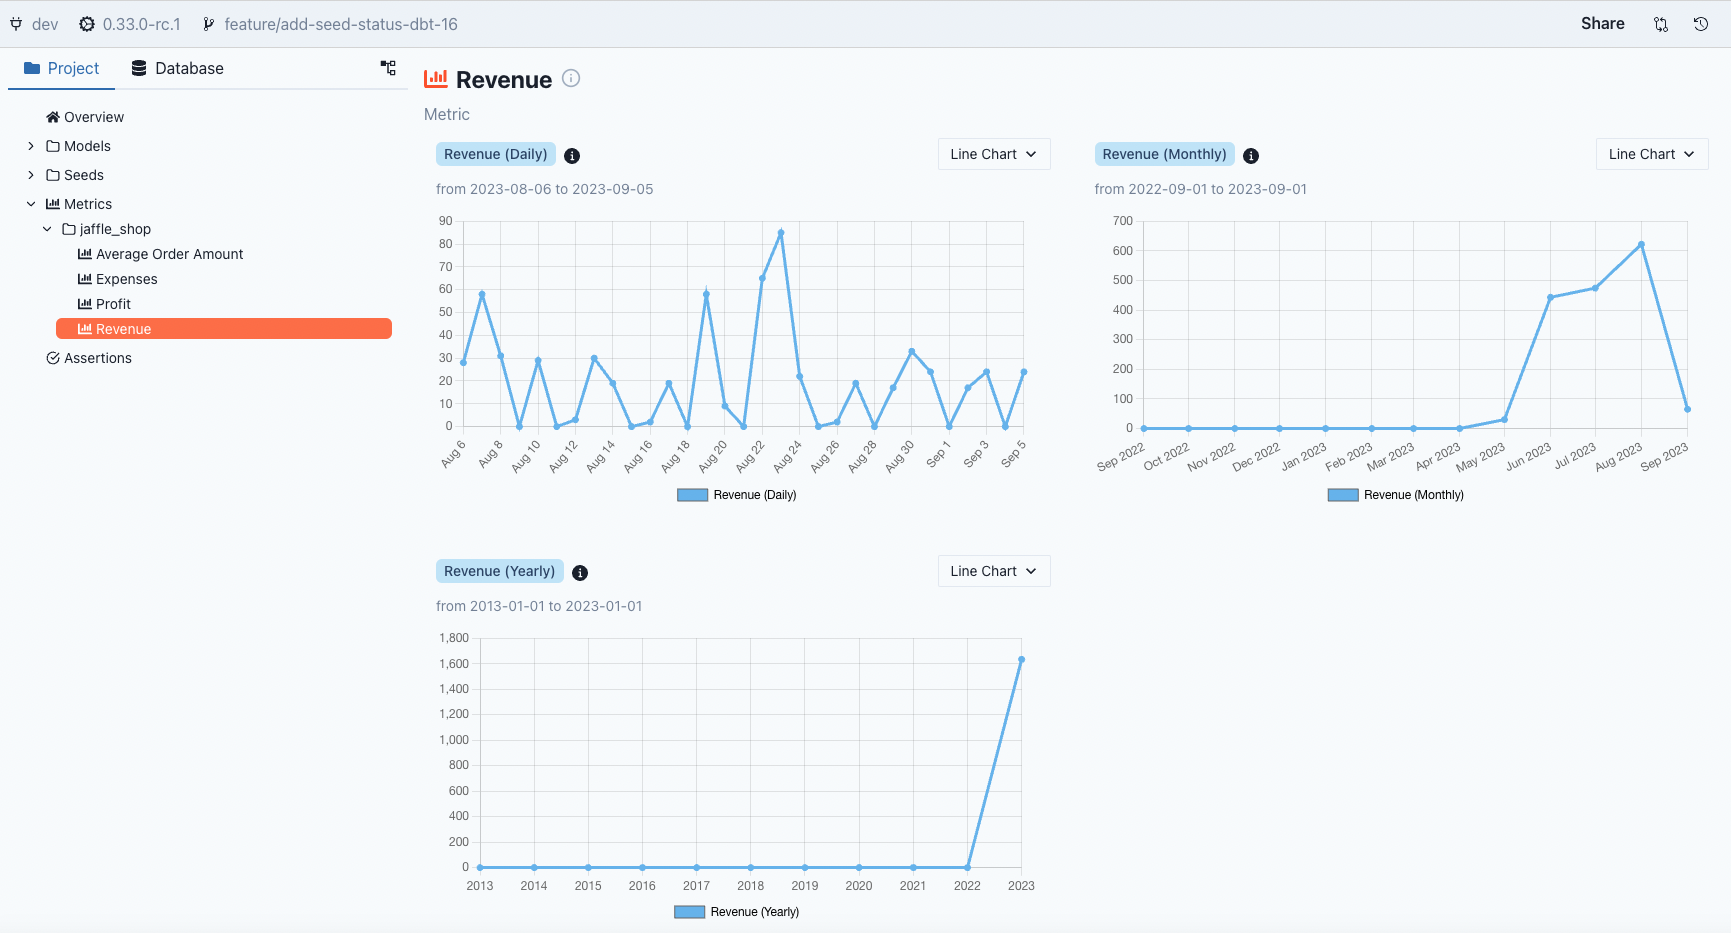 dev 0.33.0-rc.1 feature/add-seed-status-dbt-16 Share
Project Database
Overview
Models
Seeds
Metrics
jaffle_shop
Average Order Amount
Expenses
Profit
Revenue
Assertions
Revenue
Metric
Revenue (Daily) Line Chart
from 2023-08-06 to 2023-09-05
90
80
70
60
50
40
30
20
10
0
Aug 6 Aug 8 Aug 10 Aug 12 Aug 14 Aug 16 Aug 18 Aug 20 Aug 22 Aug 24 Aug 26 Aug 28 Aug 30 Sep 1 Sep 3 Sep 5
Revenue (Daily)
Revenue (Monthly) Line Chart
from 2022-09-01 to 2023-09-01
700
600
500
400
300
200
100
0
Sep 2022 Oct 2022 Nov 2022 Dec 2022 Jan 2023 Feb 2023 Mar 2023 Apr 2023 May 2023 Jun 2023 Jul 2023 Aug 2023 Sep 2023
Revenue (Monthly)
Revenue (Yearly) Line Chart
from 2013-01-01 to 2023-01-01
1,800
1,600
1,400
1,200
1,000
800
600
400
200
0
2013 2014 2015 2016 2017 2018 2019 2020 2021 2022 2023
Revenue (Yearly)